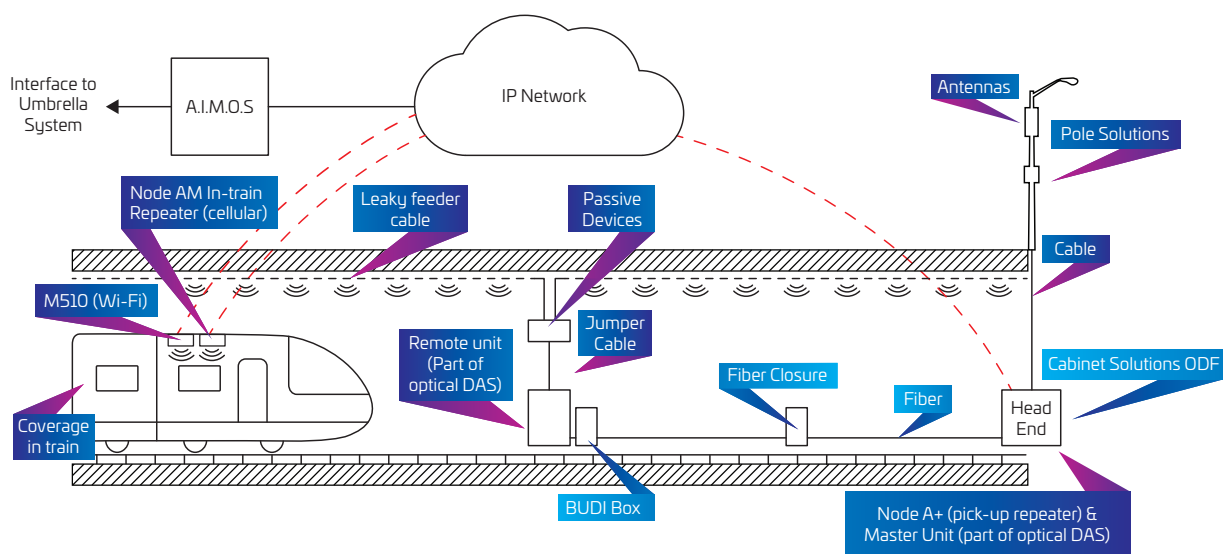 Interface to
Umbrella
System
A.I.M.O.S
IP Network
Antennas
Pole Solutions
Node AM In-train
Repeater (cellular)
Leaky feeder
cable
Passive
Devices
Cable
M510 (Wi-Fi)
Remote unit
(Part of
optical DAS)
Jumper
Cable
Fiber Closure
Cabinet Solutions ODF
Fiber
Head
End
Coverage
in train
BUDI Box
Node A+ (pick-up repeater) &
Master Unit (part of optical DAS)